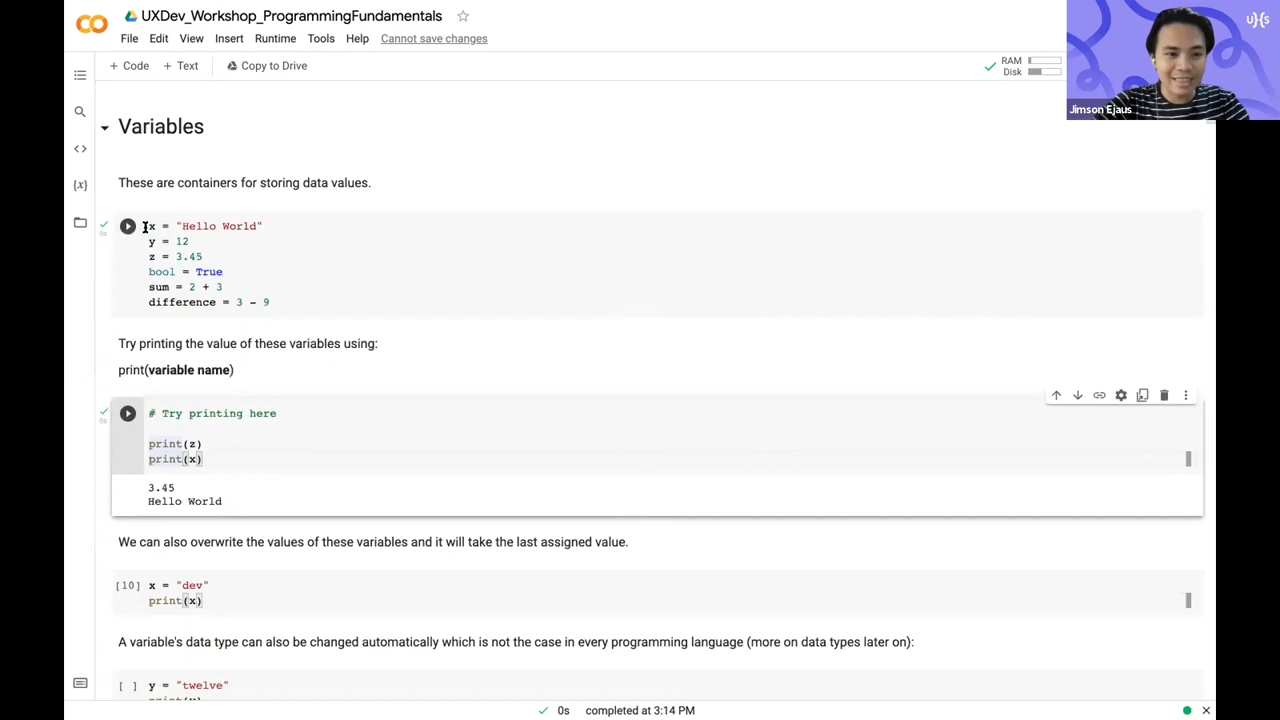 UXDev_Workshop_ProgrammingFundamentals
File Edit View Insert Runtime Tools Help Cannot save changes
+ Code + Text Copy to Drive
RAM
Disk
Jimson Ejaus
Variables
These are containers for storing data values.
0s
x = "Hello World"
y = 12
z = 3.45
bool = True
sum = 2 + 3
difference = 3 - 9
Try printing the value of these variables using:
print(variable name)
0s
# Try printing here
print(z)
print(x)
3.45
Hello World
We can also overwrite the values of these variables and it will take the last assigned value.
[10] x = "dev"
print(x)
A variable's data type can also be changed automatically which is not the case in every programming language (more on data types later on):
[ ] y = "twelve"
0s completed at 3:14 PM